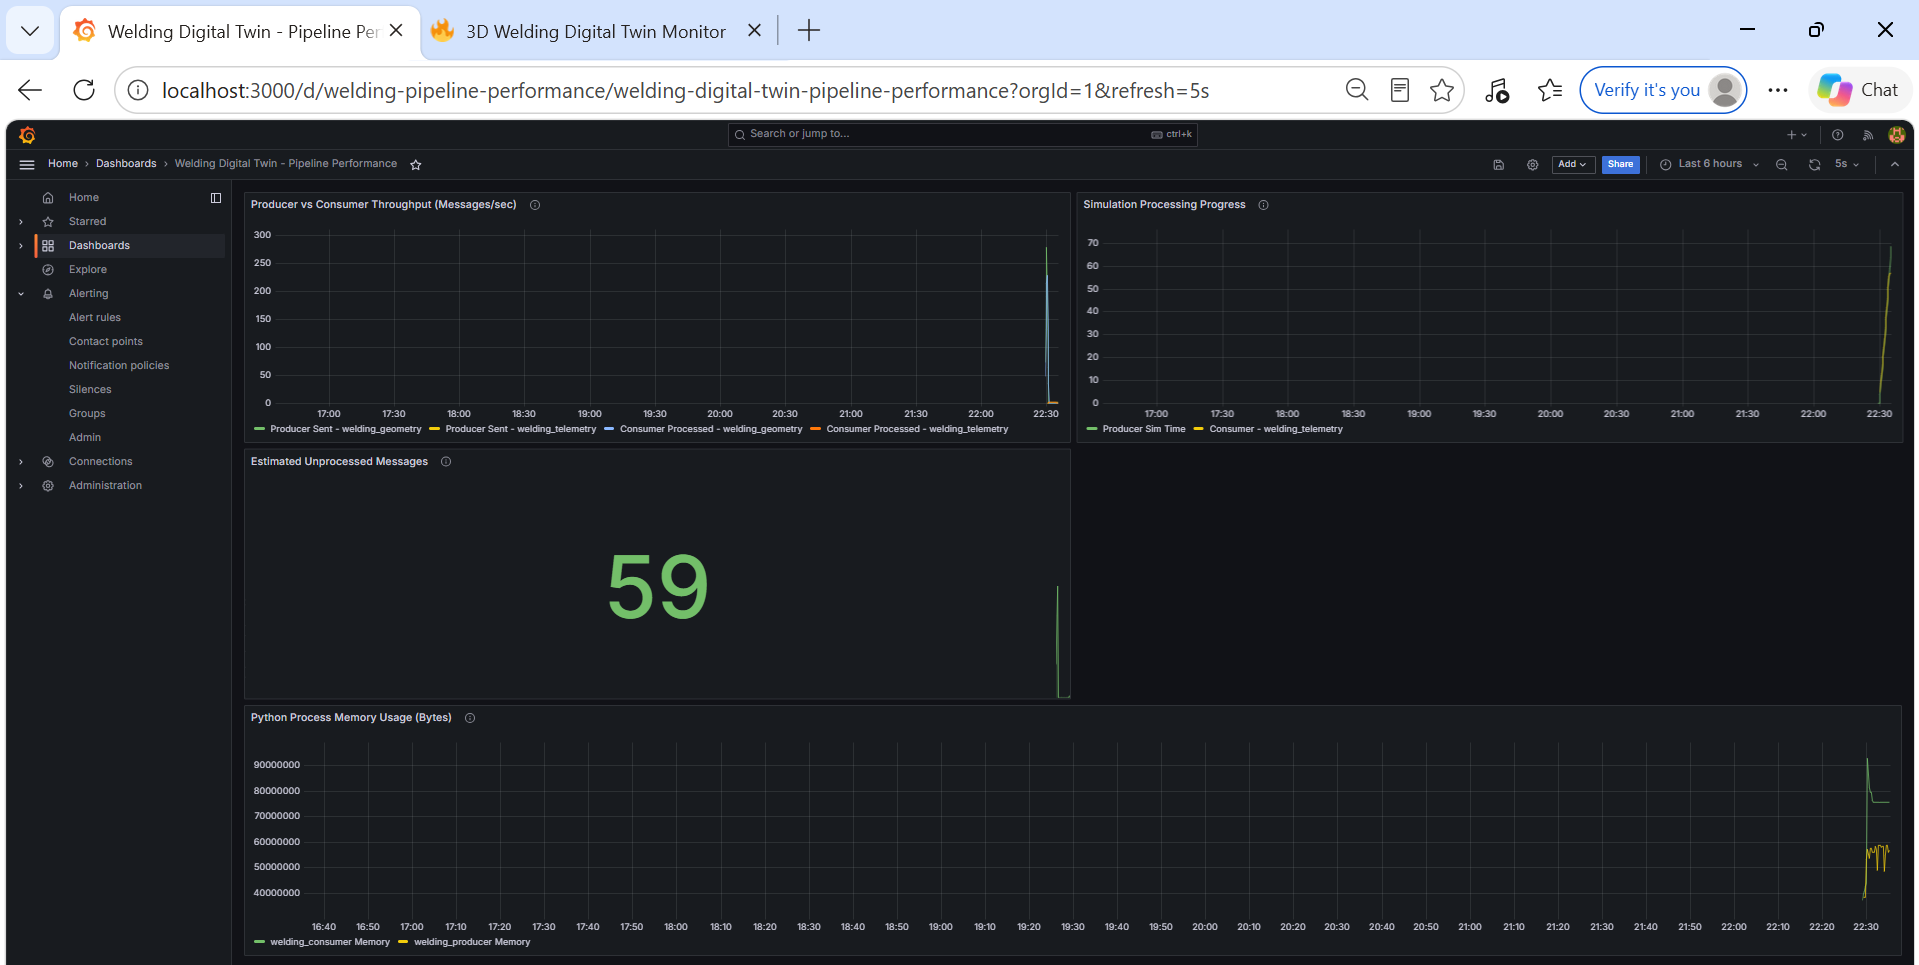 Welding Digital Twin - Pipeline Per
3D Welding Digital Twin Monitor
localhost:3000/d/welding-pipeline-performance/welding-digital-twin-pipeline-performance?orgId=1&refresh=5s
Verify it's you
Chat
Search or jump to...
ctrl+k
Home › Dashboards › Welding Digital Twin - Pipeline Performance
Add
Share
Last 6 hours
5s
Home
Starred
Dashboards
Explore
Alerting
Alert rules
Contact points
Notification policies
Silences
Groups
Admin
Connections
Administration
Producer vs Consumer Throughput (Messages/sec)
300
250
200
150
100
50
0
17:00 17:30 18:00 18:30 19:00 19:30 20:00 20:30 21:00 21:30 22:00 22:30
Producer Sent - welding_geometry Producer Sent - welding_telemetry Consumer Processed - welding_geometry Consumer Processed - welding_telemetry
Simulation Processing Progress
70
60
50
40
30
20
10
0
17:00 17:30 18:00 18:30 19:00 19:30 20:00 20:30 21:00 21:30 22:00 22:30
Producer Sim Time Consumer - welding_telemetry
Estimated Unprocessed Messages
59
Python Process Memory Usage (Bytes)
90000000
80000000
70000000
60000000
50000000
40000000
16:40 16:50 17:00 17:10 17:20 17:30 17:40 17:50 18:00 18:10 18:20 18:30 18:40 18:50 19:00 19:10 19:20 19:30 19:40 19:50 20:00 20:10 20:20 20:30 20:40 20:50 21:00 21:10 21:20 21:30 21:40 21:50 22:00 22:10 22:20 22:30
welding_consumer Memory welding_producer Memory